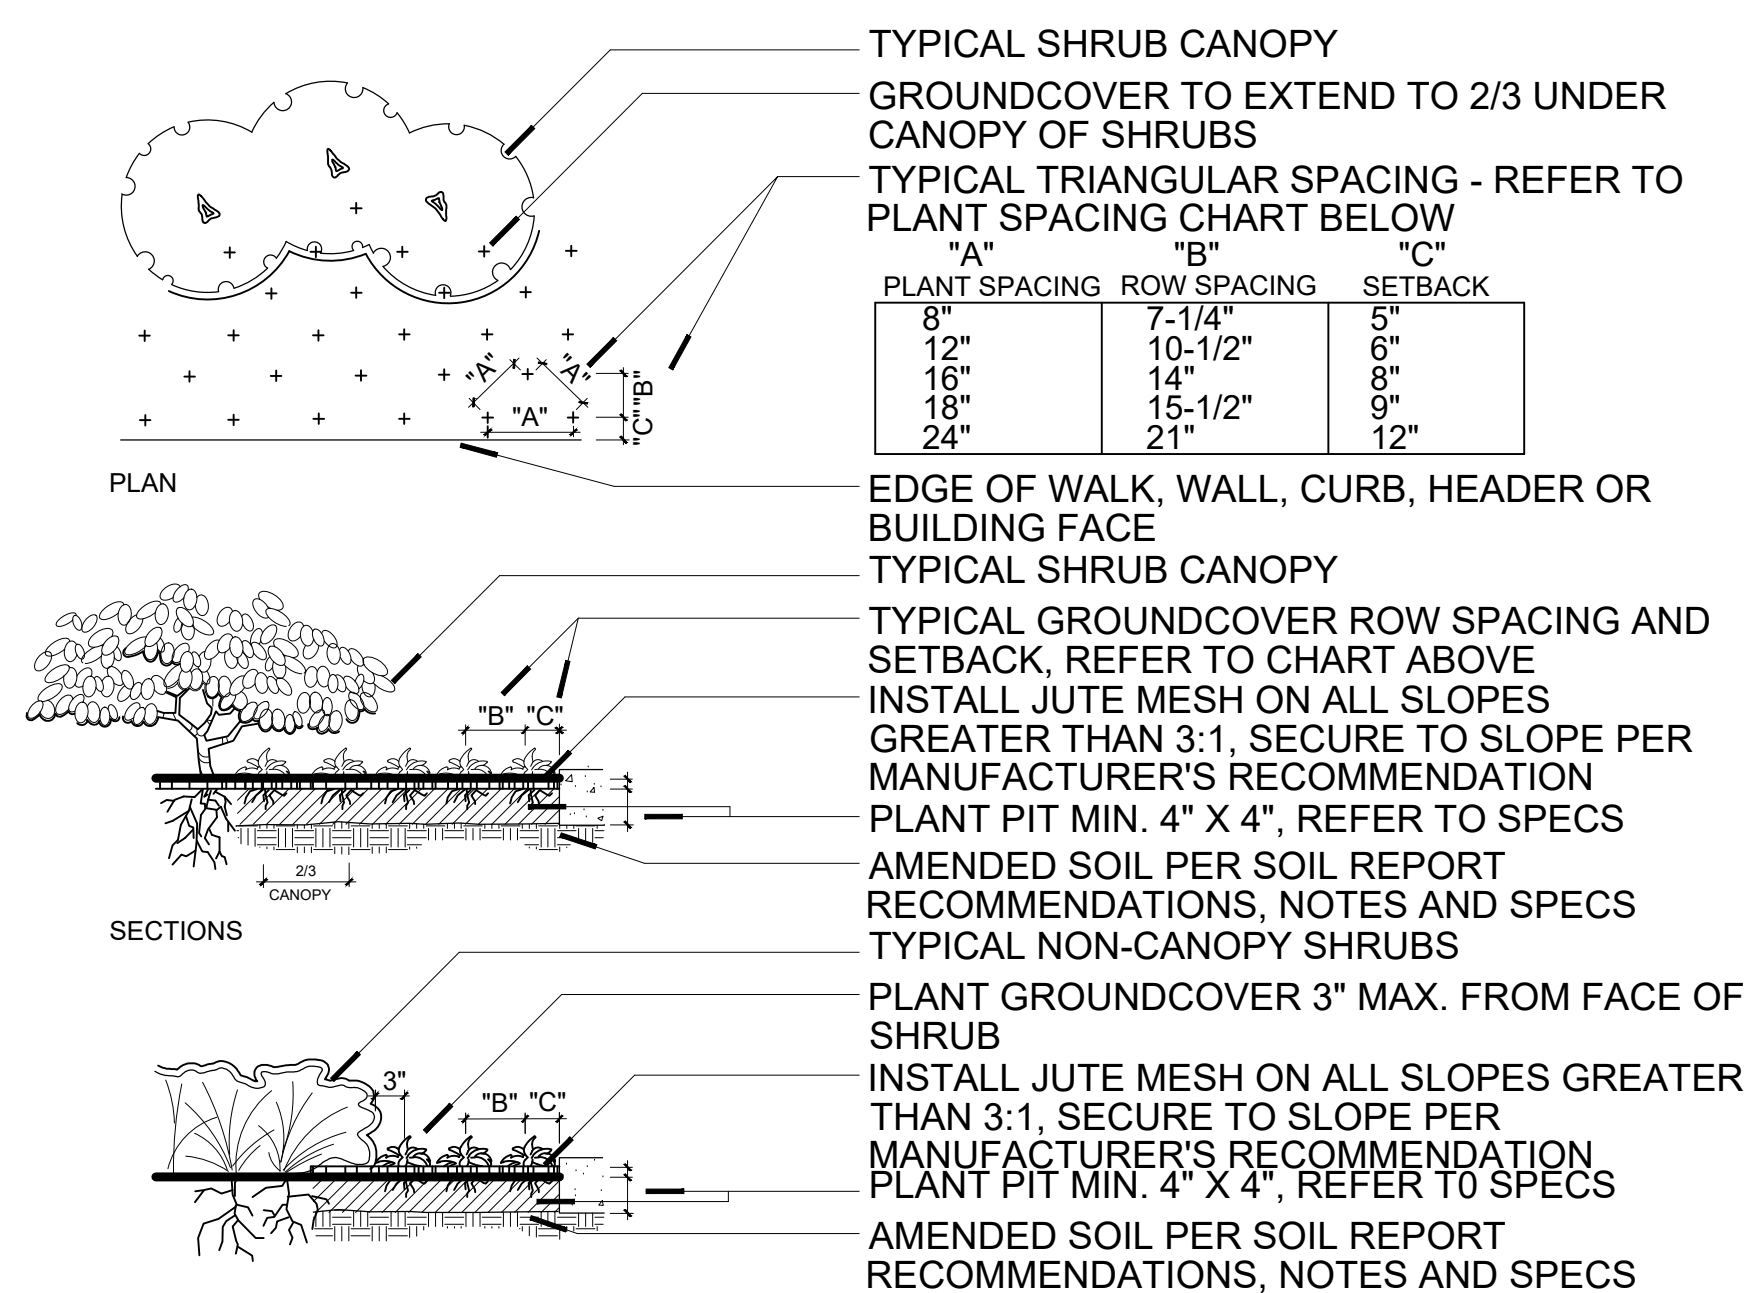 TYPICAL SHRUB CANOPY
GROUNDCOVER TO EXTEND TO 2/3 UNDER
CANOPY OF SHRUBS
TYPICAL TRIANGULAR SPACING - REFER TO
PLANT SPACING CHART BELOW
"A" "B" "C"
PLANT SPACING ROW SPACING SETBACK
8" 7-1/4" 5"
12" 10-1/2" 6"
16" 14" 8"
18" 15-1/2" 9"
24" 21" 12"
"A" "A" "B"
"A" "C"
PLAN
EDGE OF WALK, WALL, CURB, HEADER OR
BUILDING FACE
TYPICAL SHRUB CANOPY
TYPICAL GROUNDCOVER ROW SPACING AND
SETBACK, REFER TO CHART ABOVE
INSTALL JUTE MESH ON ALL SLOPES
GREATER THAN 3:1, SECURE TO SLOPE PER
MANUFACTURER'S RECOMMENDATION
"B" "C"
PLANT PIT MIN. 4" X 4", REFER TO SPECS
AMENDED SOIL PER SOIL REPORT
RECOMMENDATIONS, NOTES AND SPECS
2/3
CANOPY
SECTIONS
TYPICAL NON-CANOPY SHRUBS
PLANT GROUNDCOVER 3" MAX. FROM FACE OF
SHRUB
INSTALL JUTE MESH ON ALL SLOPES GREATER
THAN 3:1, SECURE TO SLOPE PER
MANUFACTURER'S RECOMMENDATION
3"
"B" "C"
PLANT PIT MIN. 4" X 4", REFER T0 SPECS
AMENDED SOIL PER SOIL REPORT
RECOMMENDATIONS, NOTES AND SPECS